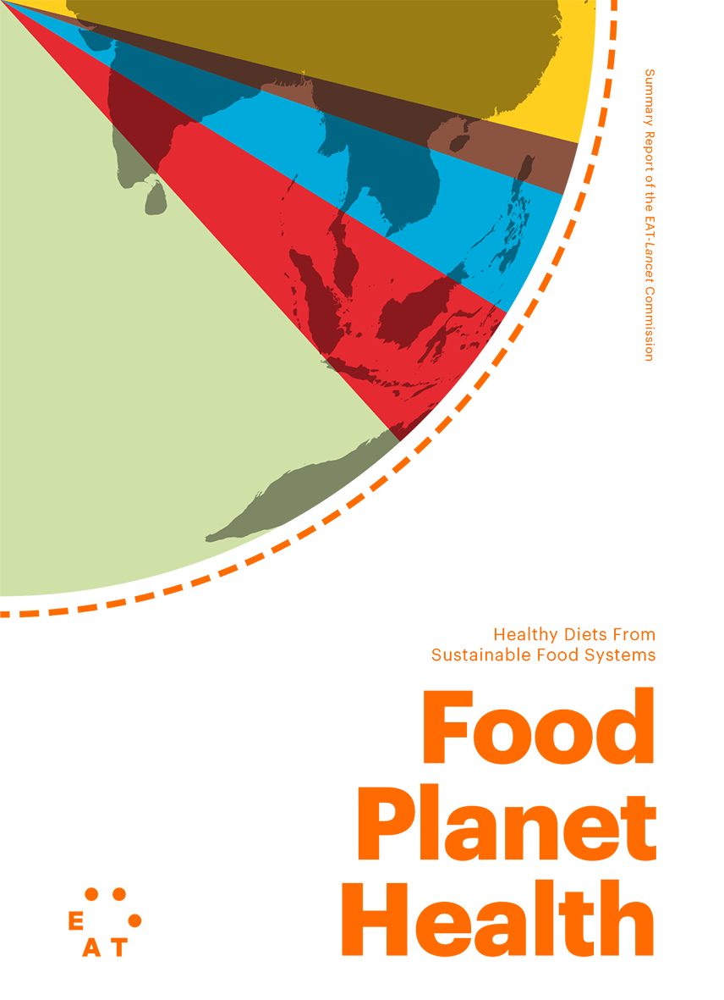 Summary Report of the EAT-Lancet Commission
Healthy Diets From
Sustainable Food Systems
Food
Planet
Health
E
A T